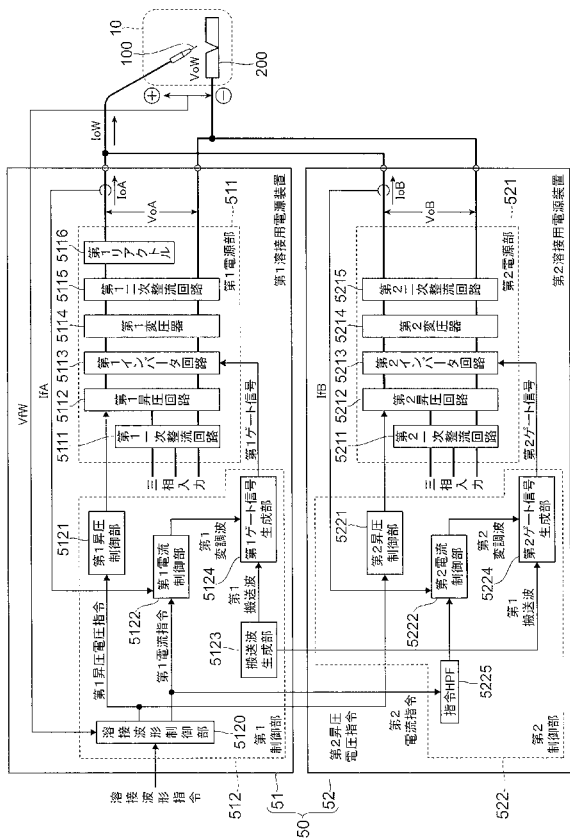 10
100
VoW
200
＋
－
IoW
IoA
VoA
第1リアクトル
5116
第1二次整流回路
5115
第1変圧器
5114
第1インバータ回路
5113
第1昇圧回路
5112
第1一次整流回路
5111
三相入力
第1電源部
511
第1溶接用電源装置
VfW
IfA
第1昇圧制御部
5121
第1電流制御部
5122
第1変調波
第1ゲート信号生成部
5124
第1ゲート信号
第1搬送波
搬送波生成部
5123
第1昇圧電圧指令
第1電流指令
溶接波形制御部
5120
第1制御部
512
溶接波形指令
51
50
52
IoB
VoB
第2二次整流回路
5215
第2変圧器
5214
第2インバータ回路
5213
第2昇圧回路
5212
第2一次整流回路
5211
三相入力
第2電源部
521
第2溶接用電源装置
IfB
第2昇圧制御部
5221
第2電流制御部
5222
第2変調波
第2ゲート信号生成部
5224
第2ゲート信号
第1搬送波
指令HPF
5225
第2昇圧電圧指令
第2電流指令
第2制御部
522